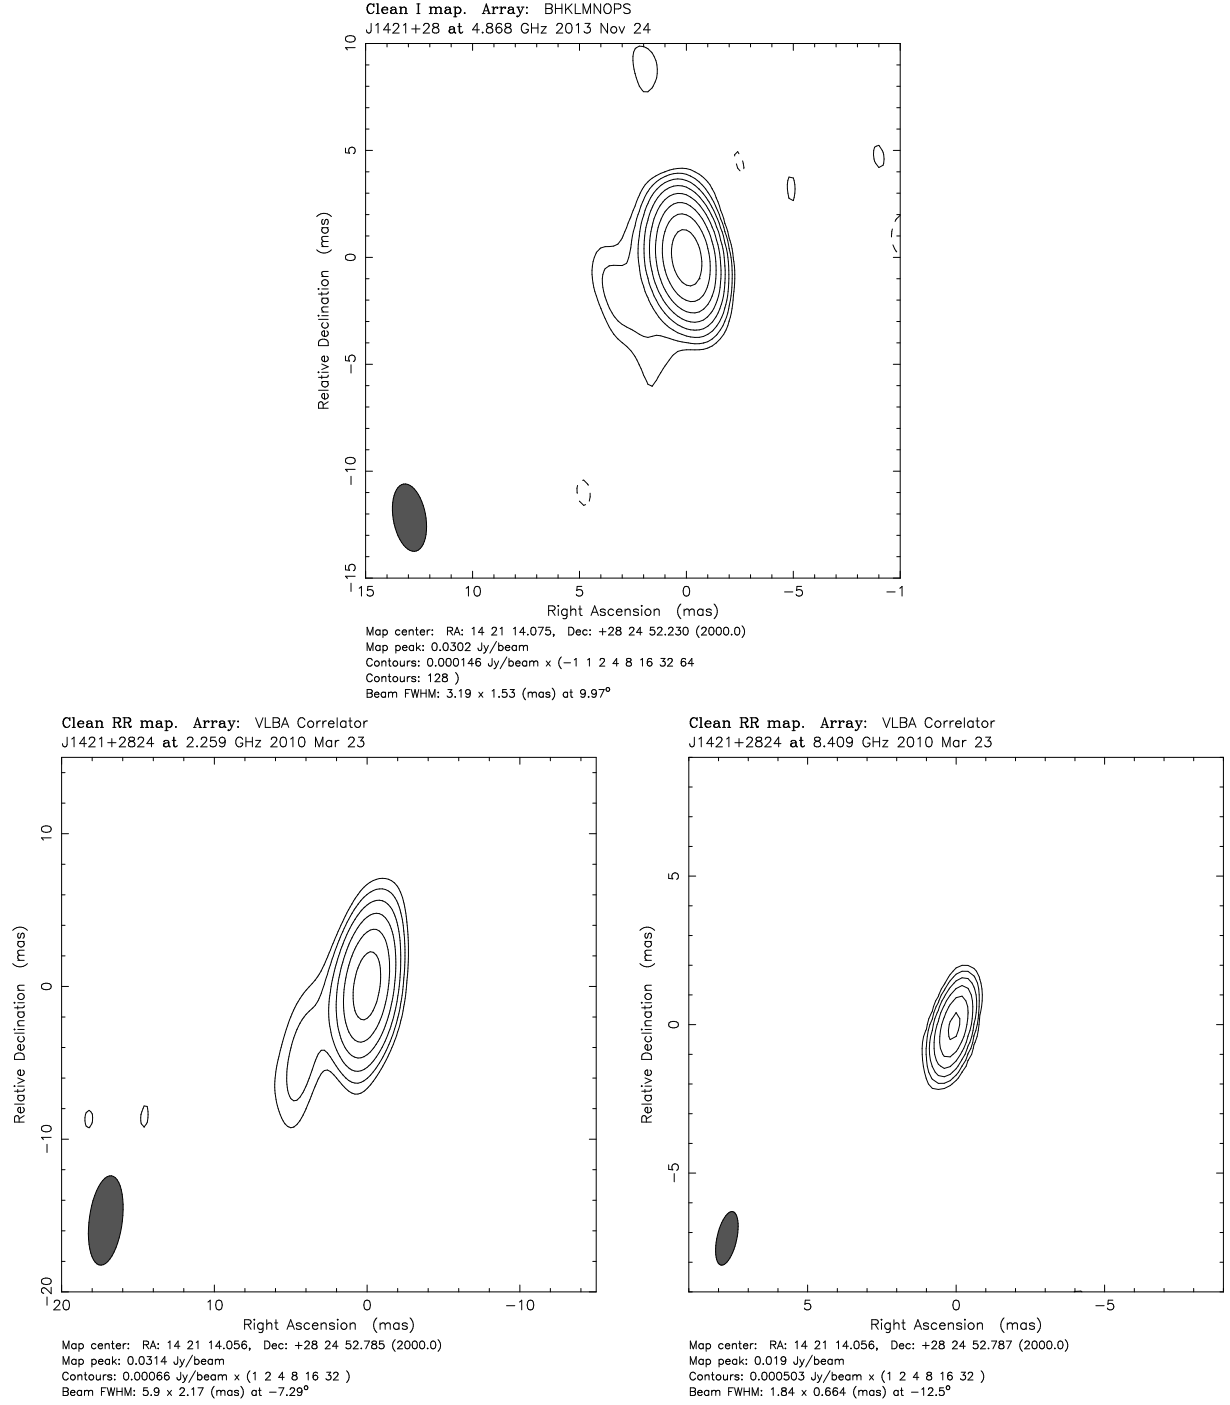 Clean I map. Array: BHKLMNOPS
J1421+28 at 4.868 GHz 2013 Nov 24
10
5
0
−5
−10
−15
Relative Declination (mas)
15 10 5 0 −5 −1
Right Ascension (mas)
Map center: RA: 14 21 14.075, Dec: +28 24 52.230 (2000.0)
Map peak: 0.0302 Jy/beam
Contours: 0.000146 Jy/beam x (−1 1 2 4 8 16 32 64
Contours: 128 )
Beam FWHM: 3.19 x 1.53 (mas) at 9.97°
Clean RR map. Array: VLBA Correlator
J1421+2824 at 2.259 GHz 2010 Mar 23
10
0
−10
−20
Relative Declination (mas)
20 10 0 −10
Right Ascension (mas)
Map center: RA: 14 21 14.056, Dec: +28 24 52.785 (2000.0)
Map peak: 0.0314 Jy/beam
Contours: 0.00066 Jy/beam x (1 2 4 8 16 32 )
Beam FWHM: 5.9 x 2.17 (mas) at −7.29°
Clean RR map. Array: VLBA Correlator
J1421+2824 at 8.409 GHz 2010 Mar 23
5
0
−5
Relative Declination (mas)
5 0 −5
Right Ascension (mas)
Map center: RA: 14 21 14.056, Dec: +28 24 52.787 (2000.0)
Map peak: 0.019 Jy/beam
Contours: 0.000503 Jy/beam x (1 2 4 8 16 32 )
Beam FWHM: 1.84 x 0.664 (mas) at −12.5°